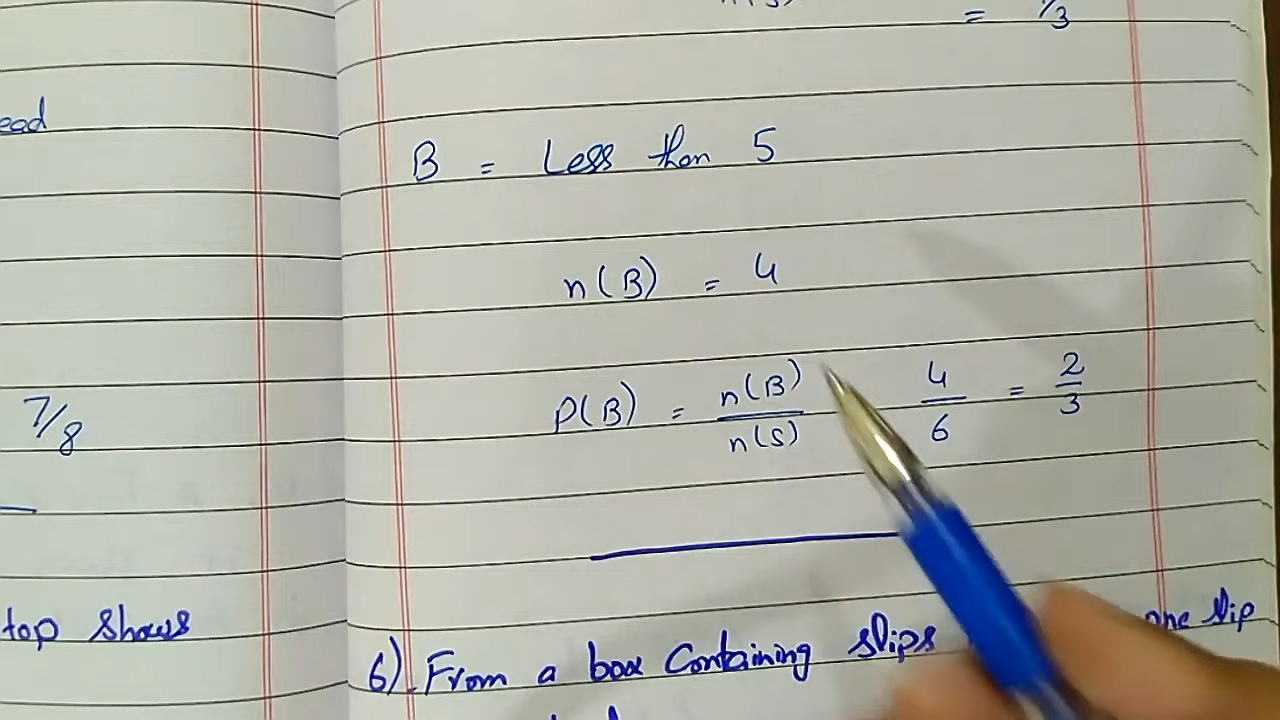 ead
7/8
top shows
= 1/3
B = Less than 5
n(B) = 4
P(B) = n(B)/n(S) 4/6 = 2/3
6) From a box containing slips one slip